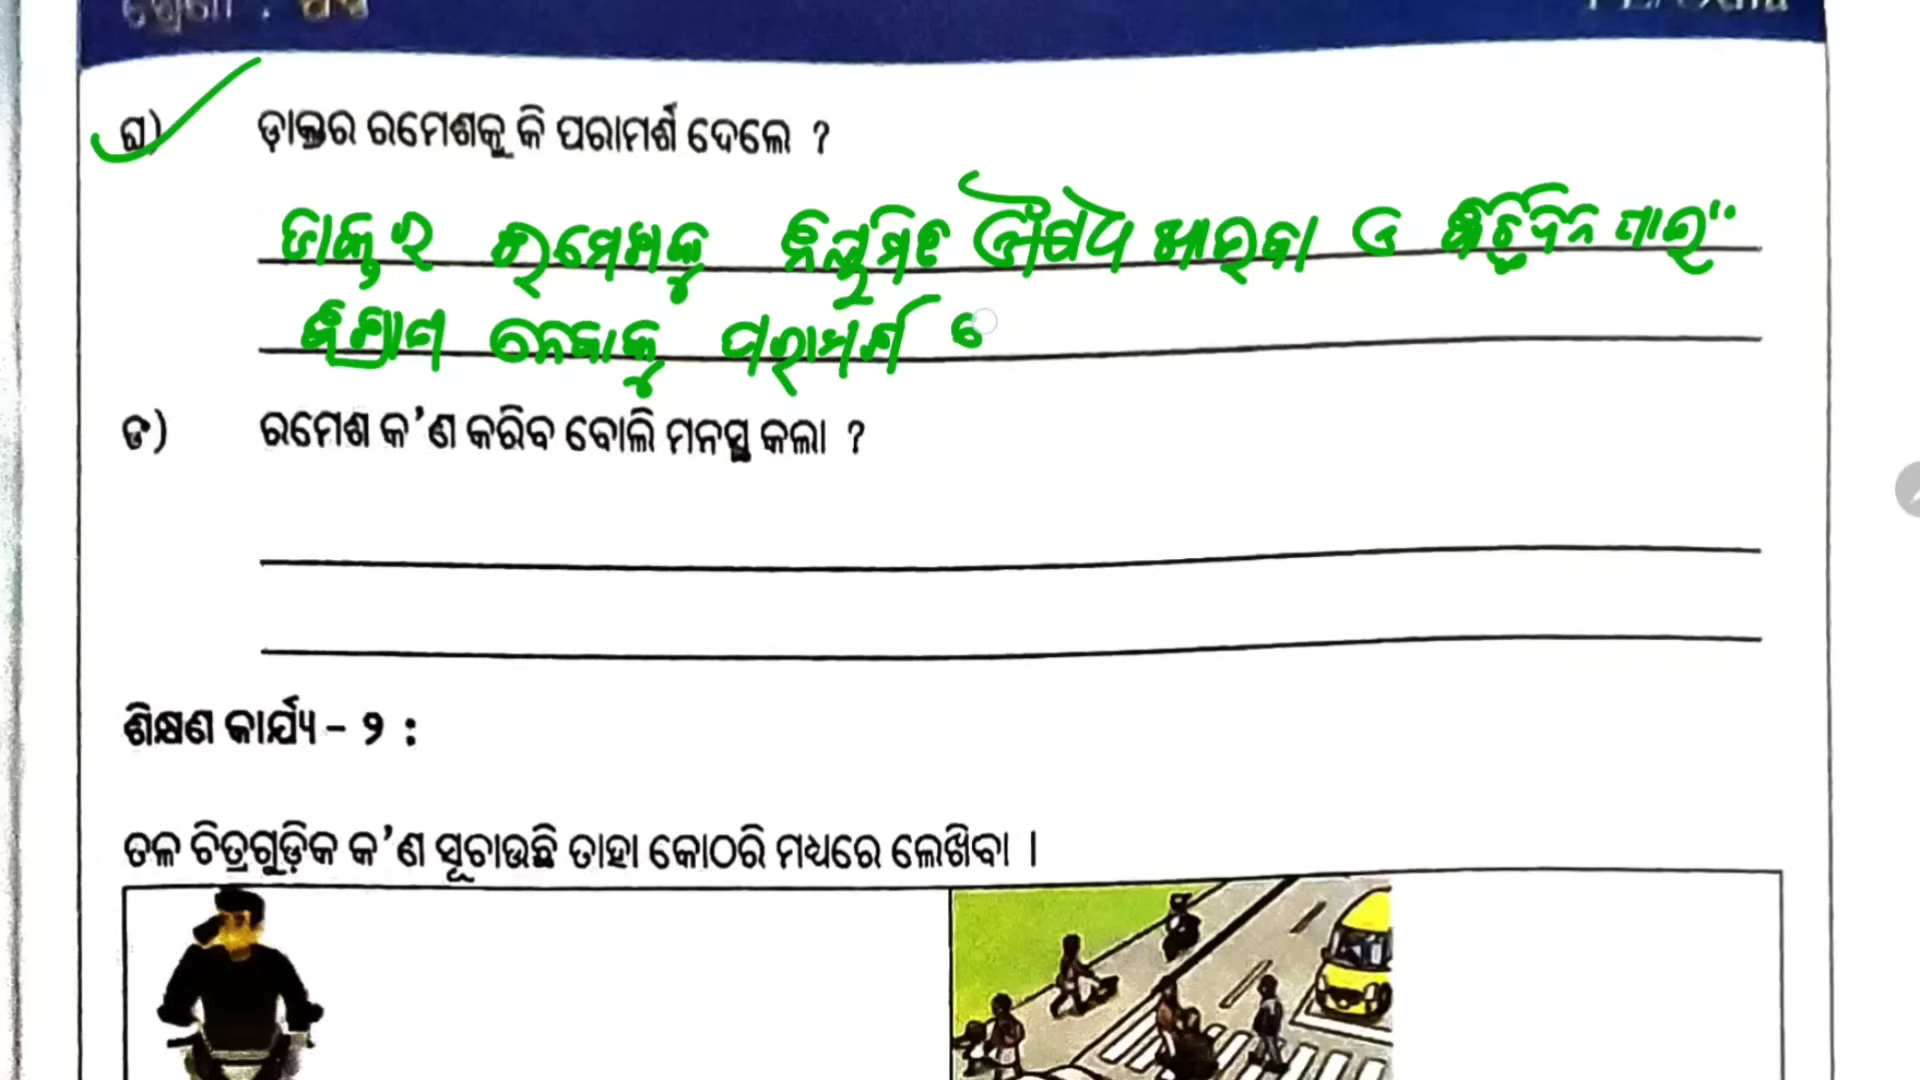 ଘ) ଡ଼ାକ୍ତର ରମେଶକୁ କି ପରାମର୍ଶ ଦେଲେ ?
ଡାକ୍ତର ରମେଶକୁ ନିୟମିତ ଔଷଧ ଖାଇବା ଓ କିଛିଦିନ ପାଇଁ
ବିଶ୍ରାମ ନେବାକୁ ପରାମର୍ଶ
ଙ) ରମେଶ କ'ଣ କରିବ ବୋଲି ମନସ୍ଥ କଲା ?
ଶିକ୍ଷଣ କାର୍ଯ୍ୟ – ୨ :
ତଳ ଚିତ୍ରଗୁଡ଼ିକ କ'ଣ ସୂଚାଉଛି ତାହା କୋଠରି ମଧ୍ୟରେ ଲେଖିବା ।